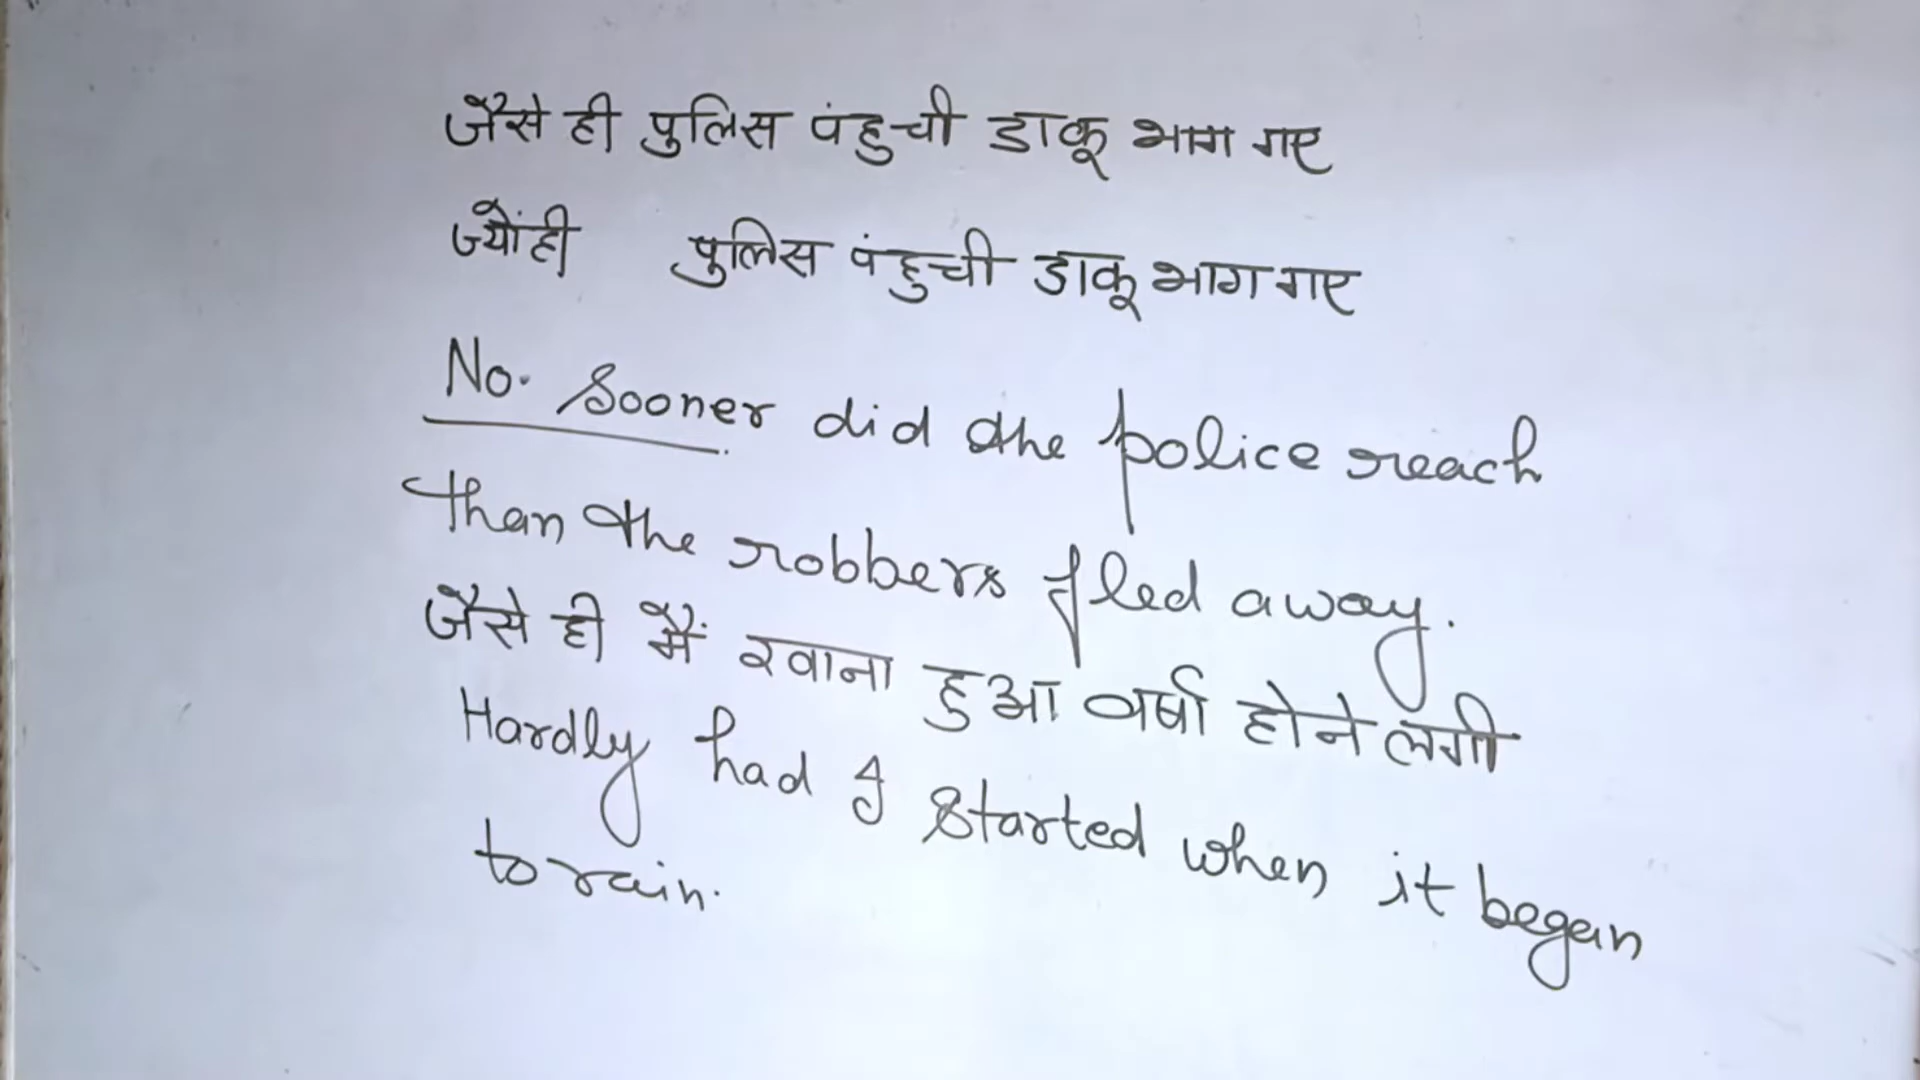 जैसे ही पुलिस पंहुची डाकू भाग गए
ज्योंही पुलिस पंहुची डाकू भाग गए
No. Sooner did the police reach
than the robbers fled away.
जैसे ही मैं रवाना हुआ वर्षा होने लगी
Hardly had I started when it began
to rain.